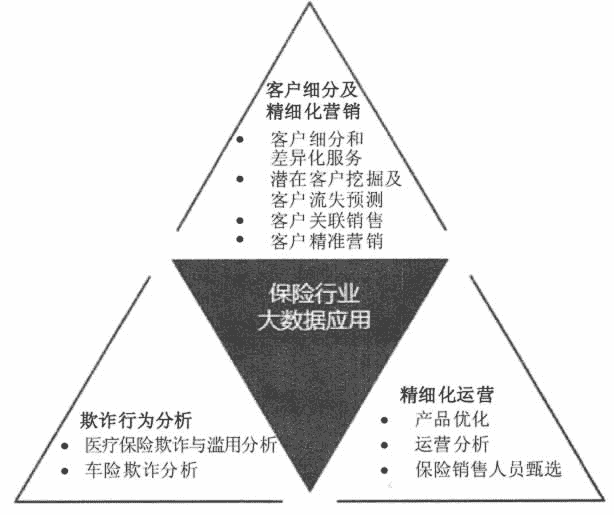 客户细分及
精细化营销
• 客户细分和
差异化服务
• 潜在客户挖掘及
客户流失预测
• 客户关联销售
• 客户精准营销
保险行业
大数据应用
欺诈行为分析
• 医疗保险欺诈与滥用分析
• 车险欺诈分析
精细化运营
• 产品优化
• 运营分析
• 保险销售人员甄选